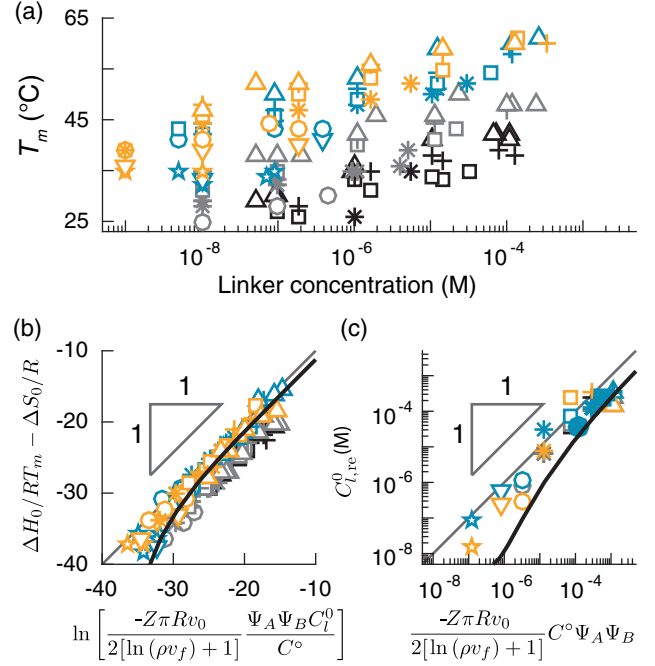 (a)
T_m (°C)
65
45
25
10^-8
10^-6
10^-4
Linker concentration (M)
(b)
ΔH_0/RT_m − ΔS_0/R
-10
-20
-30
-40
1
1
-40
-30
-20
-10
ln [ -ZπRv_0 / 2[ln (ρv_f) + 1] Ψ_AΨ_BC_l^0 / C° ]
(c)
C_{l,re}^0 (M)
10^-4
10^-6
10^-8
1
1
10^-8
10^-6
10^-4
-ZπRv_0 / 2[ln (ρv_f) + 1] C°Ψ_AΨ_B